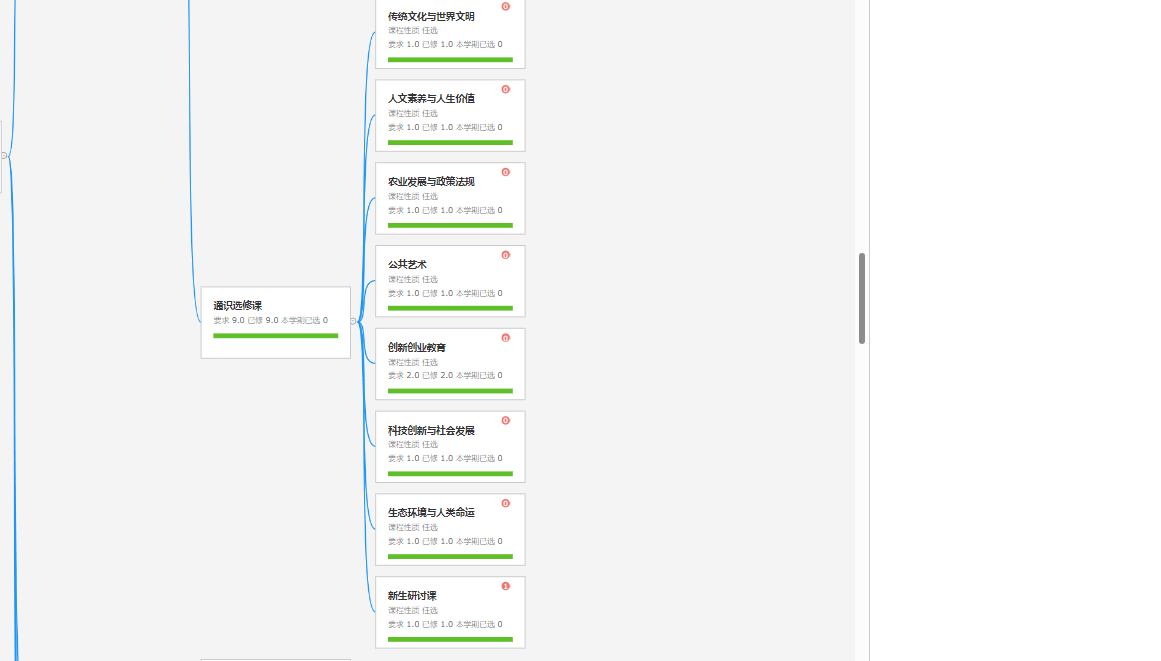 0
传统文化与世界文明
课程性质 任选
要求 1.0 已修 1.0 本学期已选 0
0
人文素养与人生价值
课程性质 任选
要求 1.0 已修 1.0 本学期已选 0
0
农业发展与政策法规
课程性质 任选
要求 1.0 已修 1.0 本学期已选 0
0
公共艺术
课程性质 任选
要求 1.0 已修 1.0 本学期已选 0
通识选修课
要求 9.0 已修 9.0 本学期已选 0
0
创新创业教育
课程性质 任选
要求 2.0 已修 2.0 本学期已选 0
0
科技创新与社会发展
课程性质 任选
要求 1.0 已修 1.0 本学期已选 0
0
生态环境与人类命运
课程性质 任选
要求 1.0 已修 1.0 本学期已选 0
1
新生研讨课
课程性质 任选
要求 1.0 已修 1.0 本学期已选 0